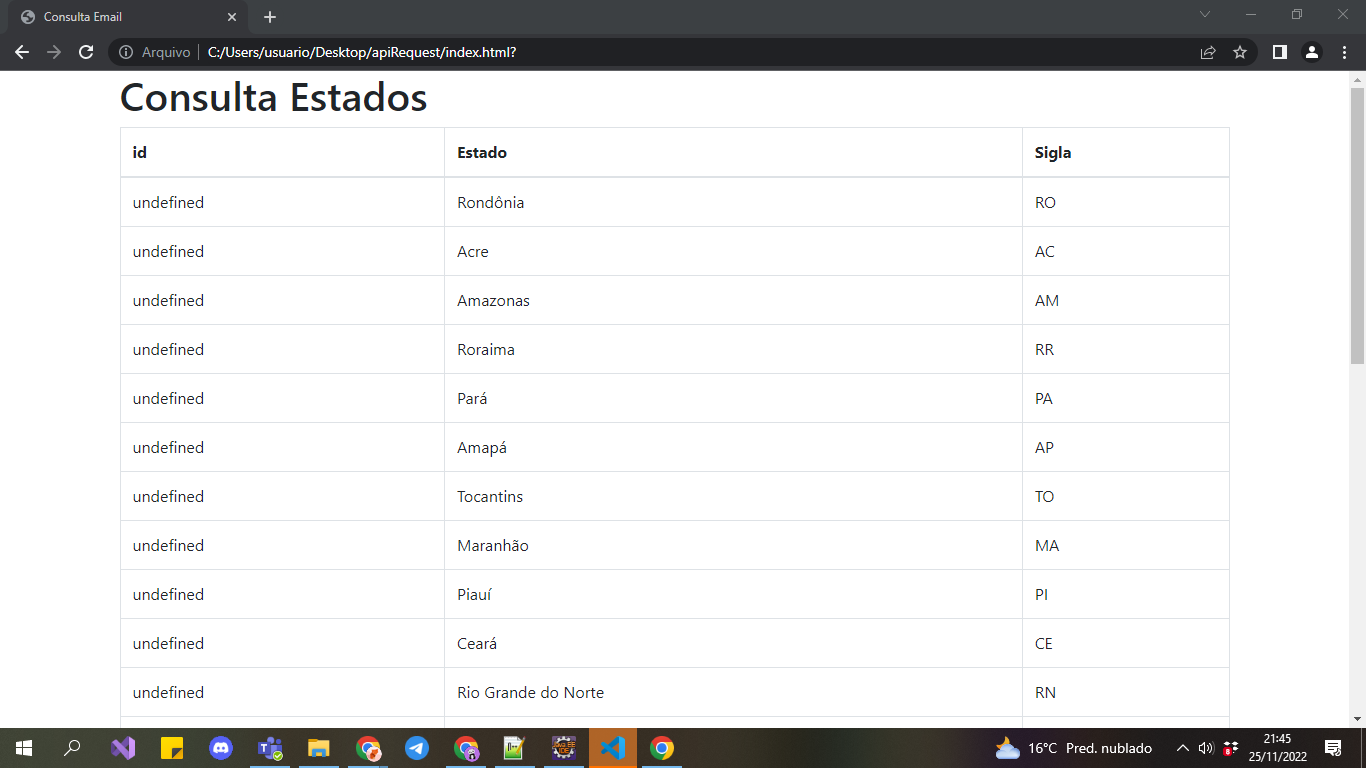 Consulta Email
Arquivo C:/Users/usuario/Desktop/apiRequest/index.html?
Consulta Estados
id Estado Sigla
undefined Rondônia RO
undefined Acre AC
undefined Amazonas AM
undefined Roraima RR
undefined Pará PA
undefined Amapá AP
undefined Tocantins TO
undefined Maranhão MA
undefined Piauí PI
undefined Ceará CE
undefined Rio Grande do Norte RN
16°C Pred. nublado
21:45
25/11/2022